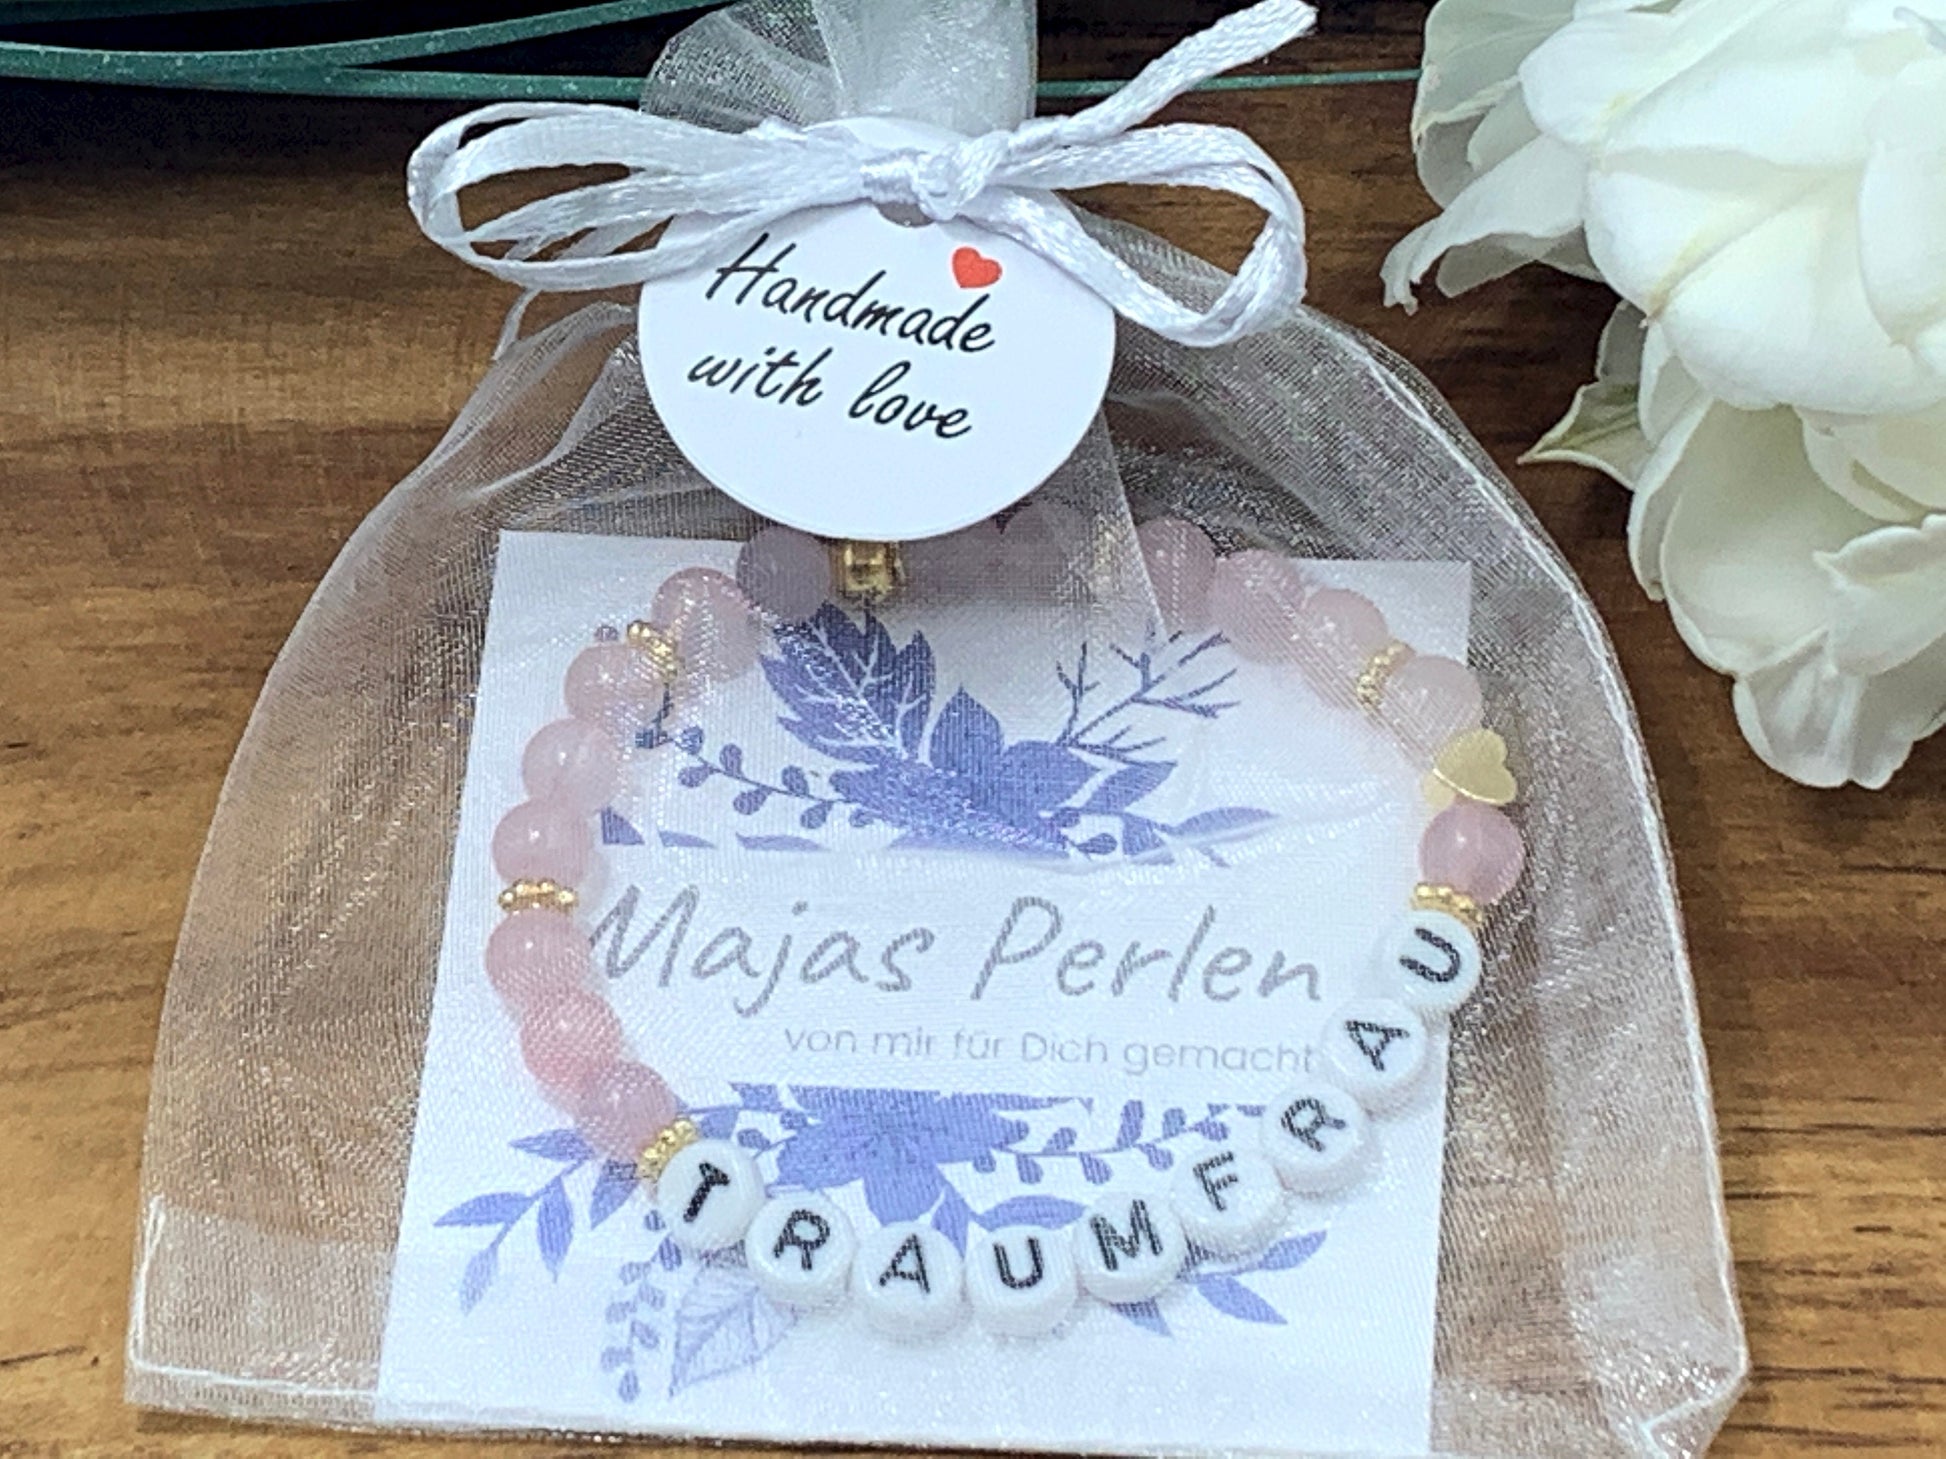 Handmade
with love
Majas Perlen
von mir für Dich gemacht
TRAUMFRAU